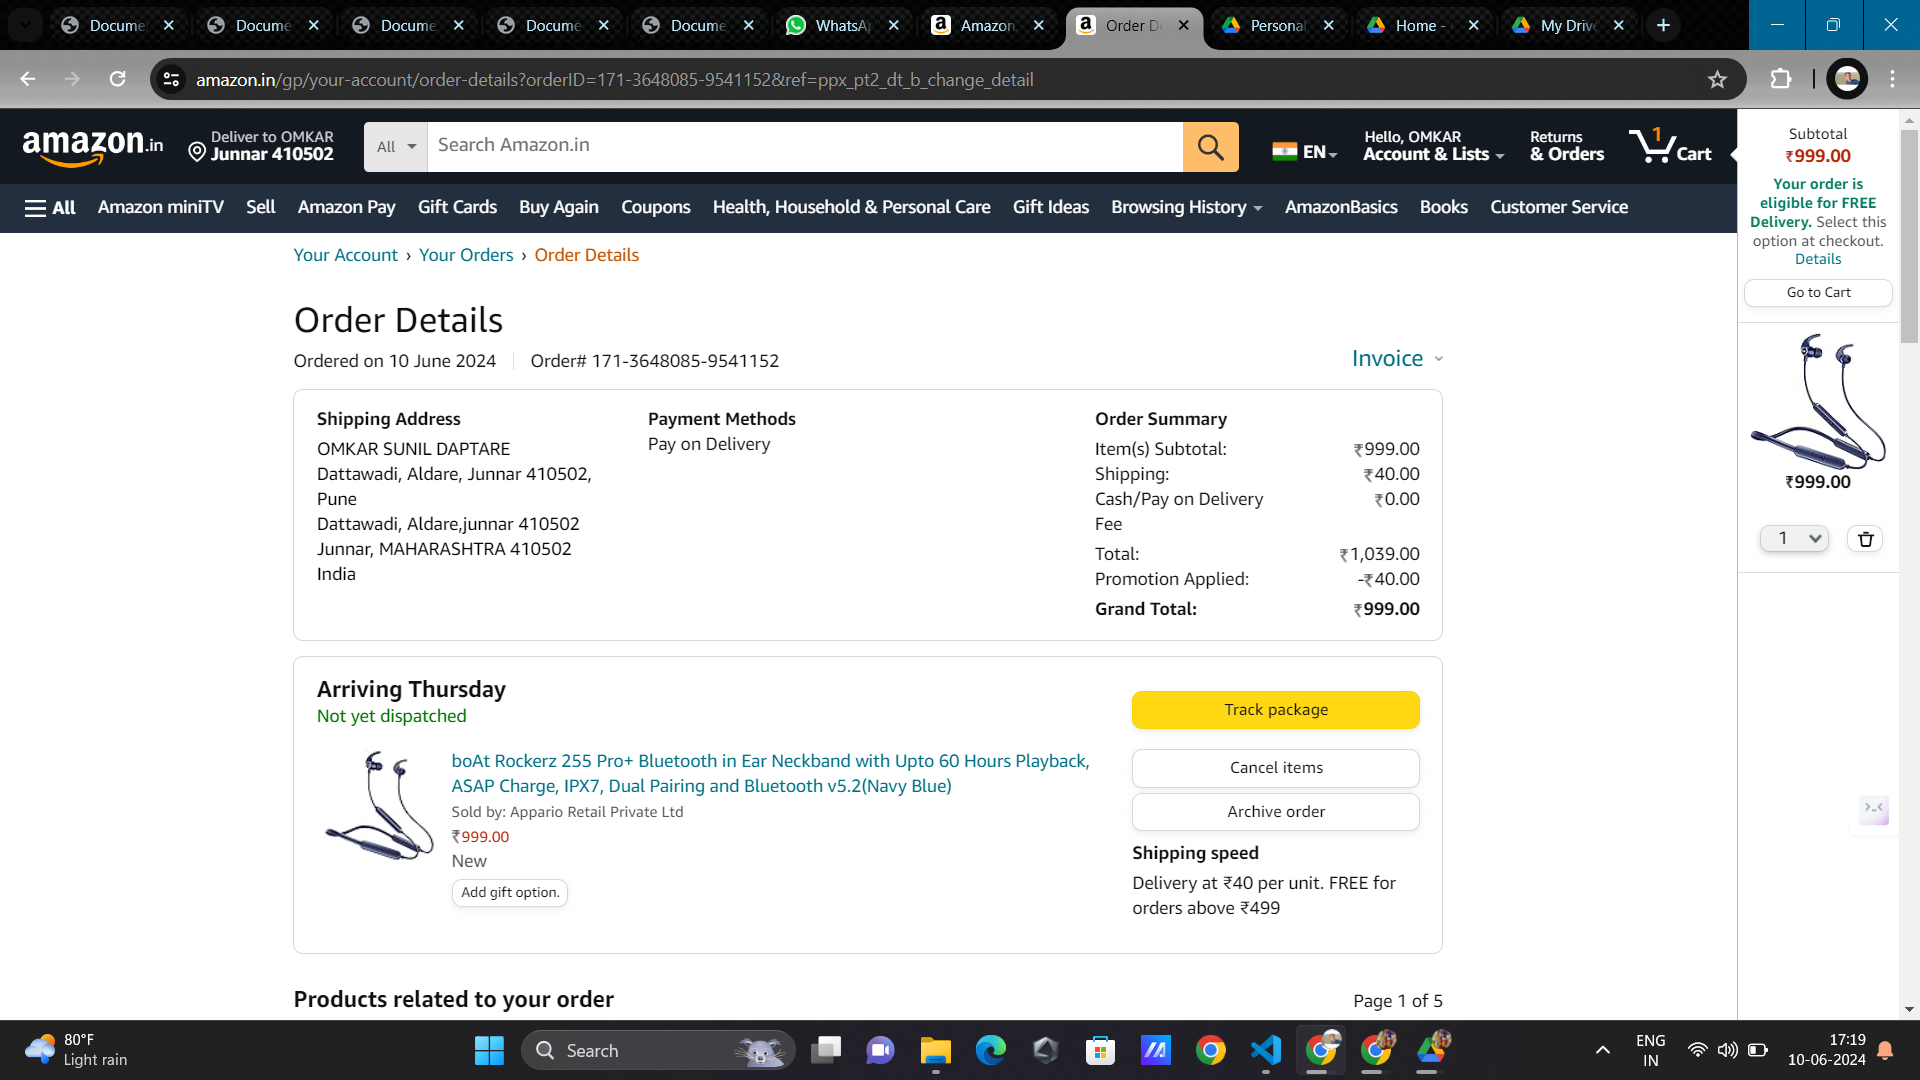 Docume
Docume
Docume
Docume
Docume
WhatsAp
Amazon
Order D
Personal
Home -
My Driv
amazon.in/gp/your-account/order-details?orderID=171-3648085-9541152&ref=ppx_pt2_dt_b_change_detail
amazon.in
Deliver to OMKAR
Junnar 410502
All
Search Amazon.in
EN
Hello, OMKAR
Account & Lists
Returns
& Orders
1
Cart
All
Amazon miniTV
Sell
Amazon Pay
Gift Cards
Buy Again
Coupons
Health, Household & Personal Care
Gift Ideas
Browsing History
AmazonBasics
Books
Customer Service
Subtotal
₹999.00
Your order is
eligible for FREE
Delivery. Select this
option at checkout.
Details
Go to Cart
₹999.00
1
Your Account › Your Orders › Order Details
Order Details
Ordered on 10 June 2024 Order# 171-3648085-9541152
Invoice
Shipping Address
OMKAR SUNIL DAPTARE
Dattawadi, Aldare, Junnar 410502,
Pune
Dattawadi, Aldare,junnar 410502
Junnar, MAHARASHTRA 410502
India
Payment Methods
Pay on Delivery
Order Summary
Item(s) Subtotal: ₹999.00
Shipping: ₹40.00
Cash/Pay on Delivery ₹0.00
Fee
Total: ₹1,039.00
Promotion Applied: -₹40.00
Grand Total: ₹999.00
Arriving Thursday
Not yet dispatched
boAt Rockerz 255 Pro+ Bluetooth in Ear Neckband with Upto 60 Hours Playback,
ASAP Charge, IPX7, Dual Pairing and Bluetooth v5.2(Navy Blue)
Sold by: Appario Retail Private Ltd
₹999.00
New
Add gift option.
Track package
Cancel items
Archive order
Shipping speed
Delivery at ₹40 per unit. FREE for
orders above ₹499
Products related to your order
Page 1 of 5
80°F
Light rain
Search
ENG
IN
17:19
10-06-2024